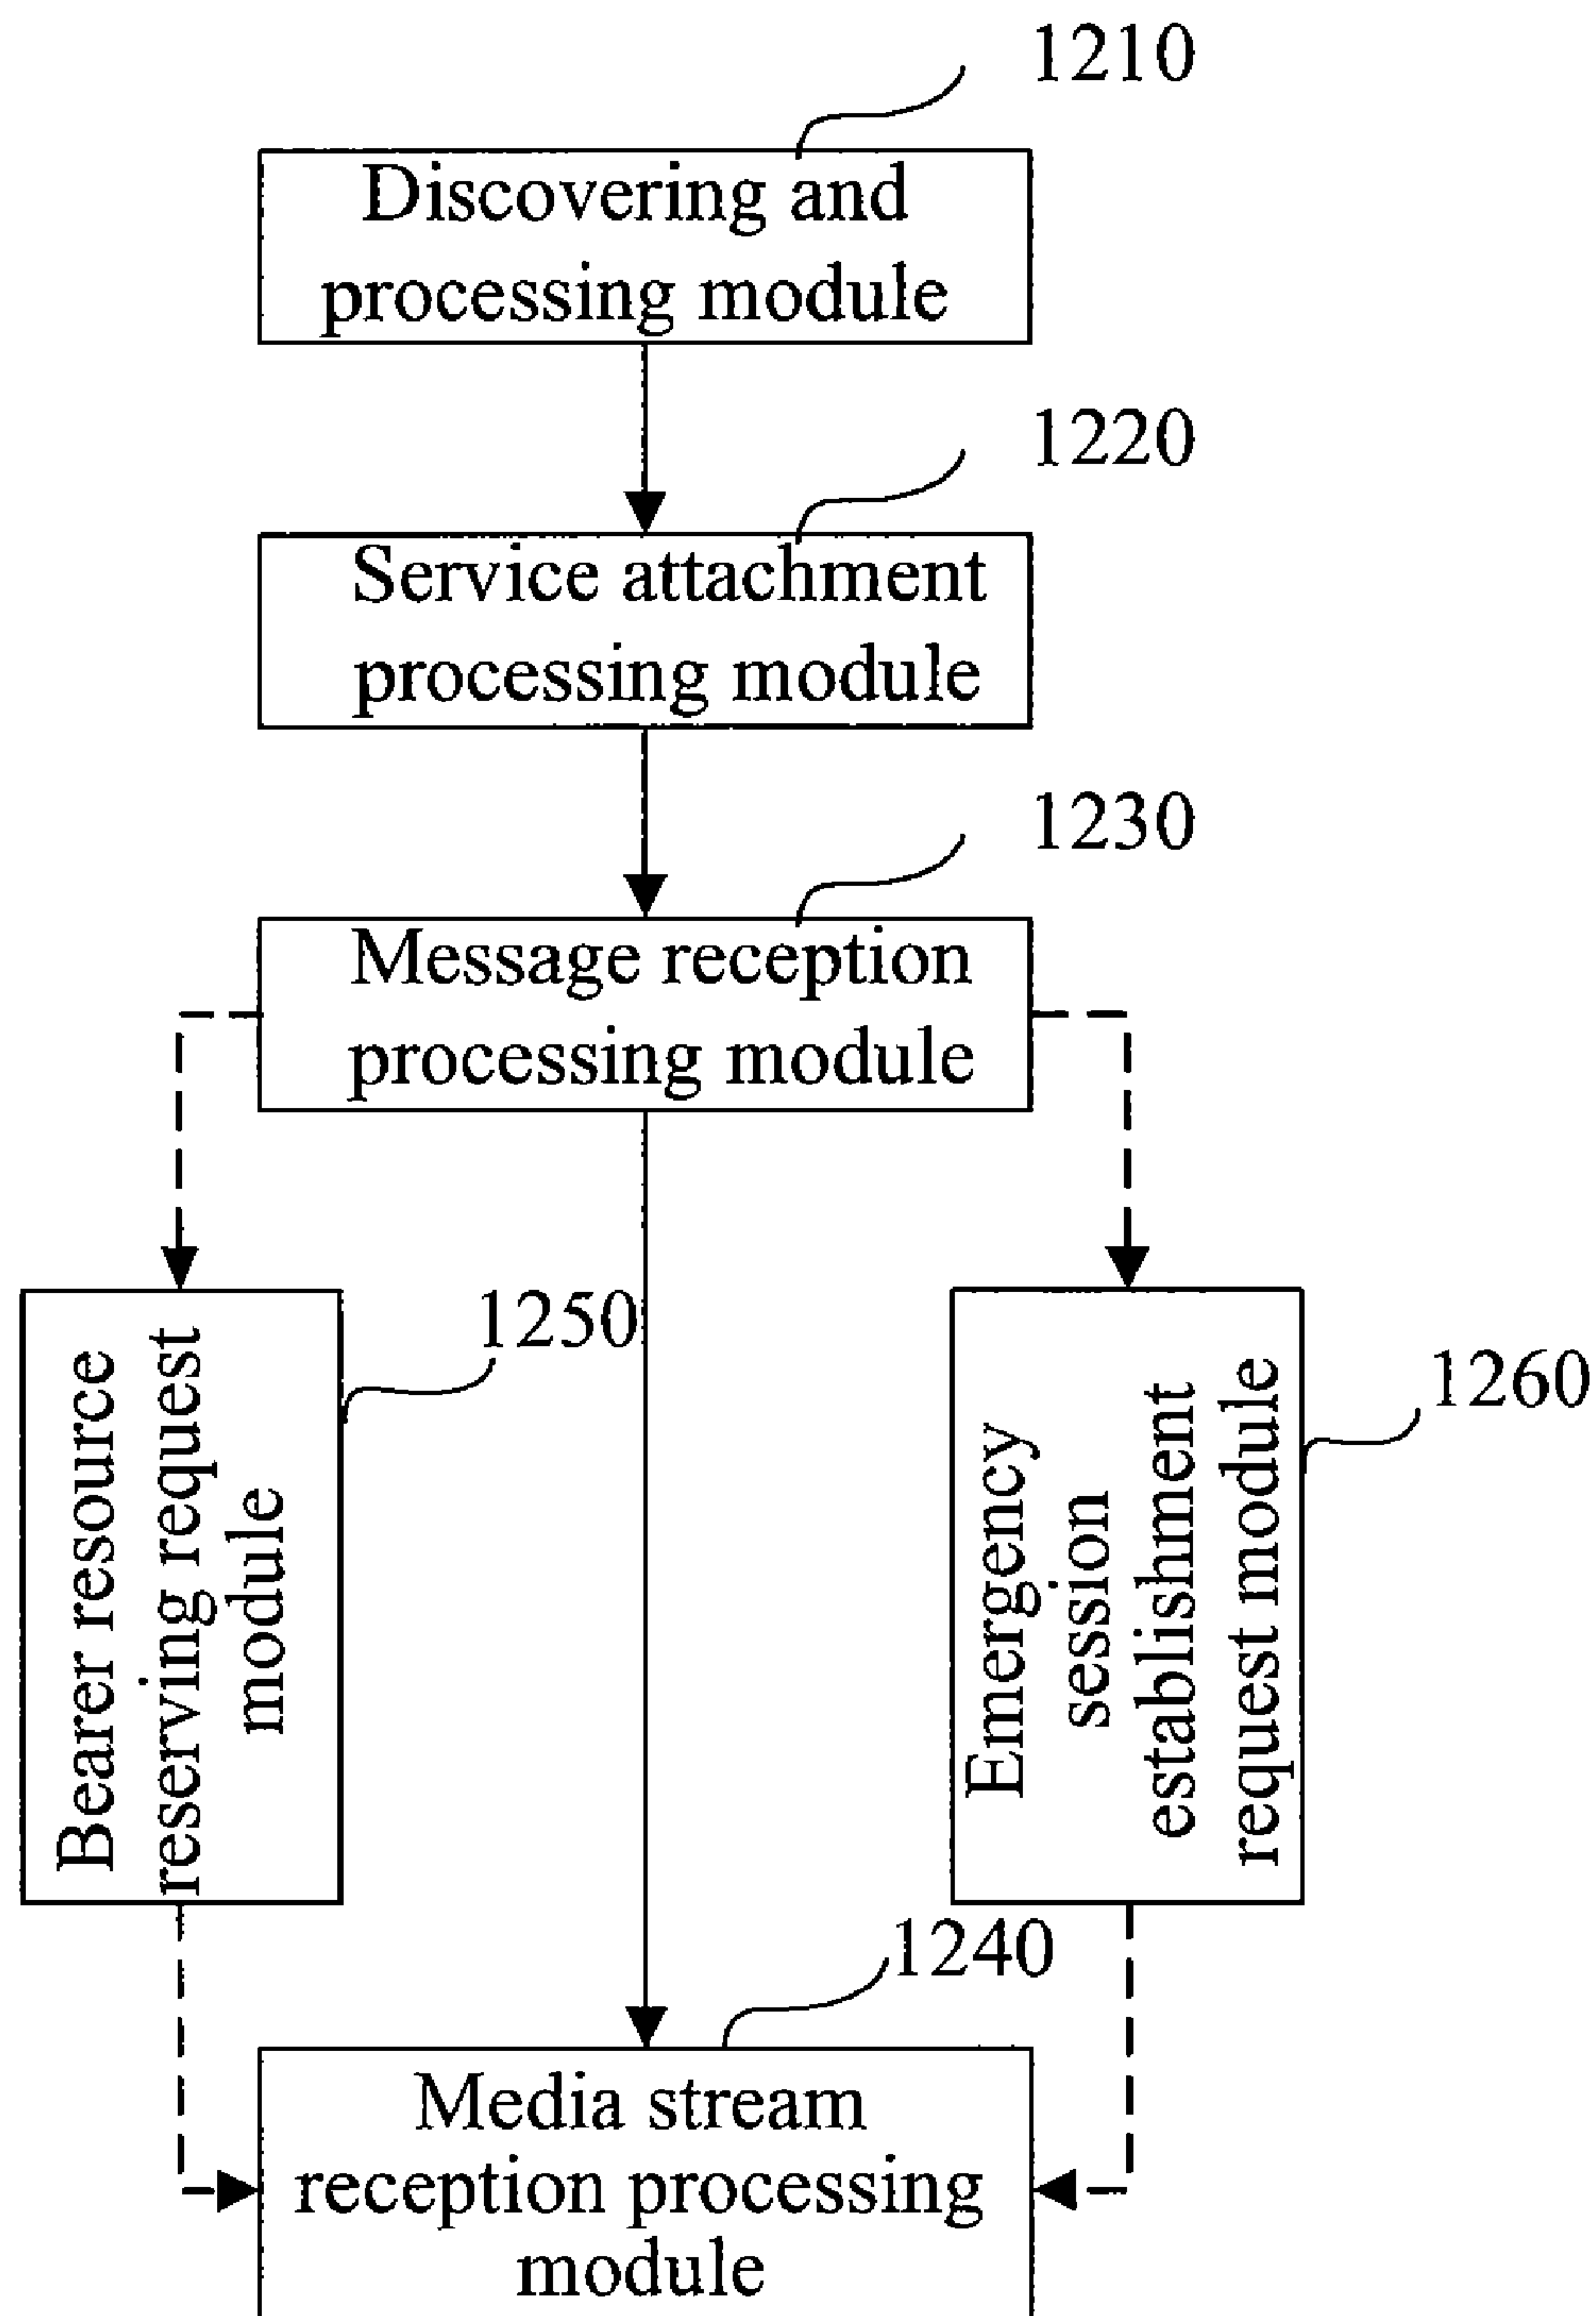 1210
Discovering and
processing module
1220
Service attachment
processing module
1230
Message reception
processing module
1250
Bearer resource
reserving request
module
1260
Emergency
session
establishment
request module
1240
Media stream
reception processing
module